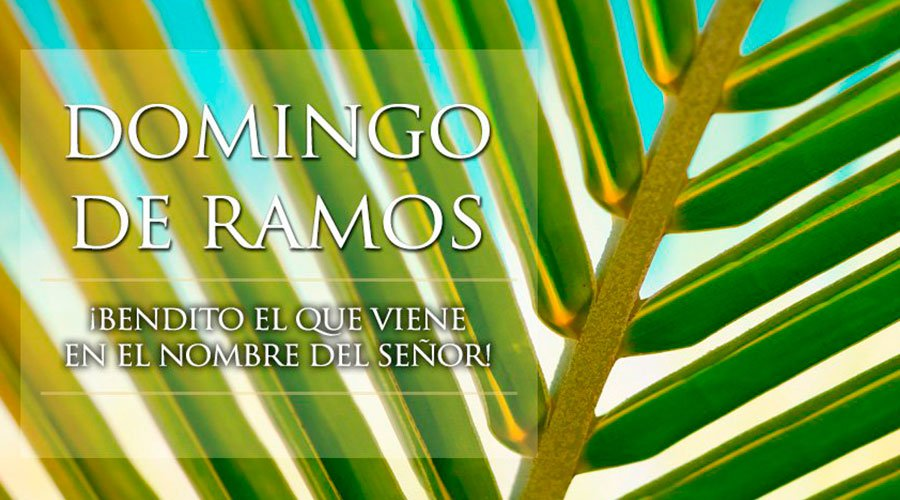 DOMINGO
DE RAMOS
¡BENDITO EL QUE VIENE
EN EL NOMBRE DEL SEÑOR!